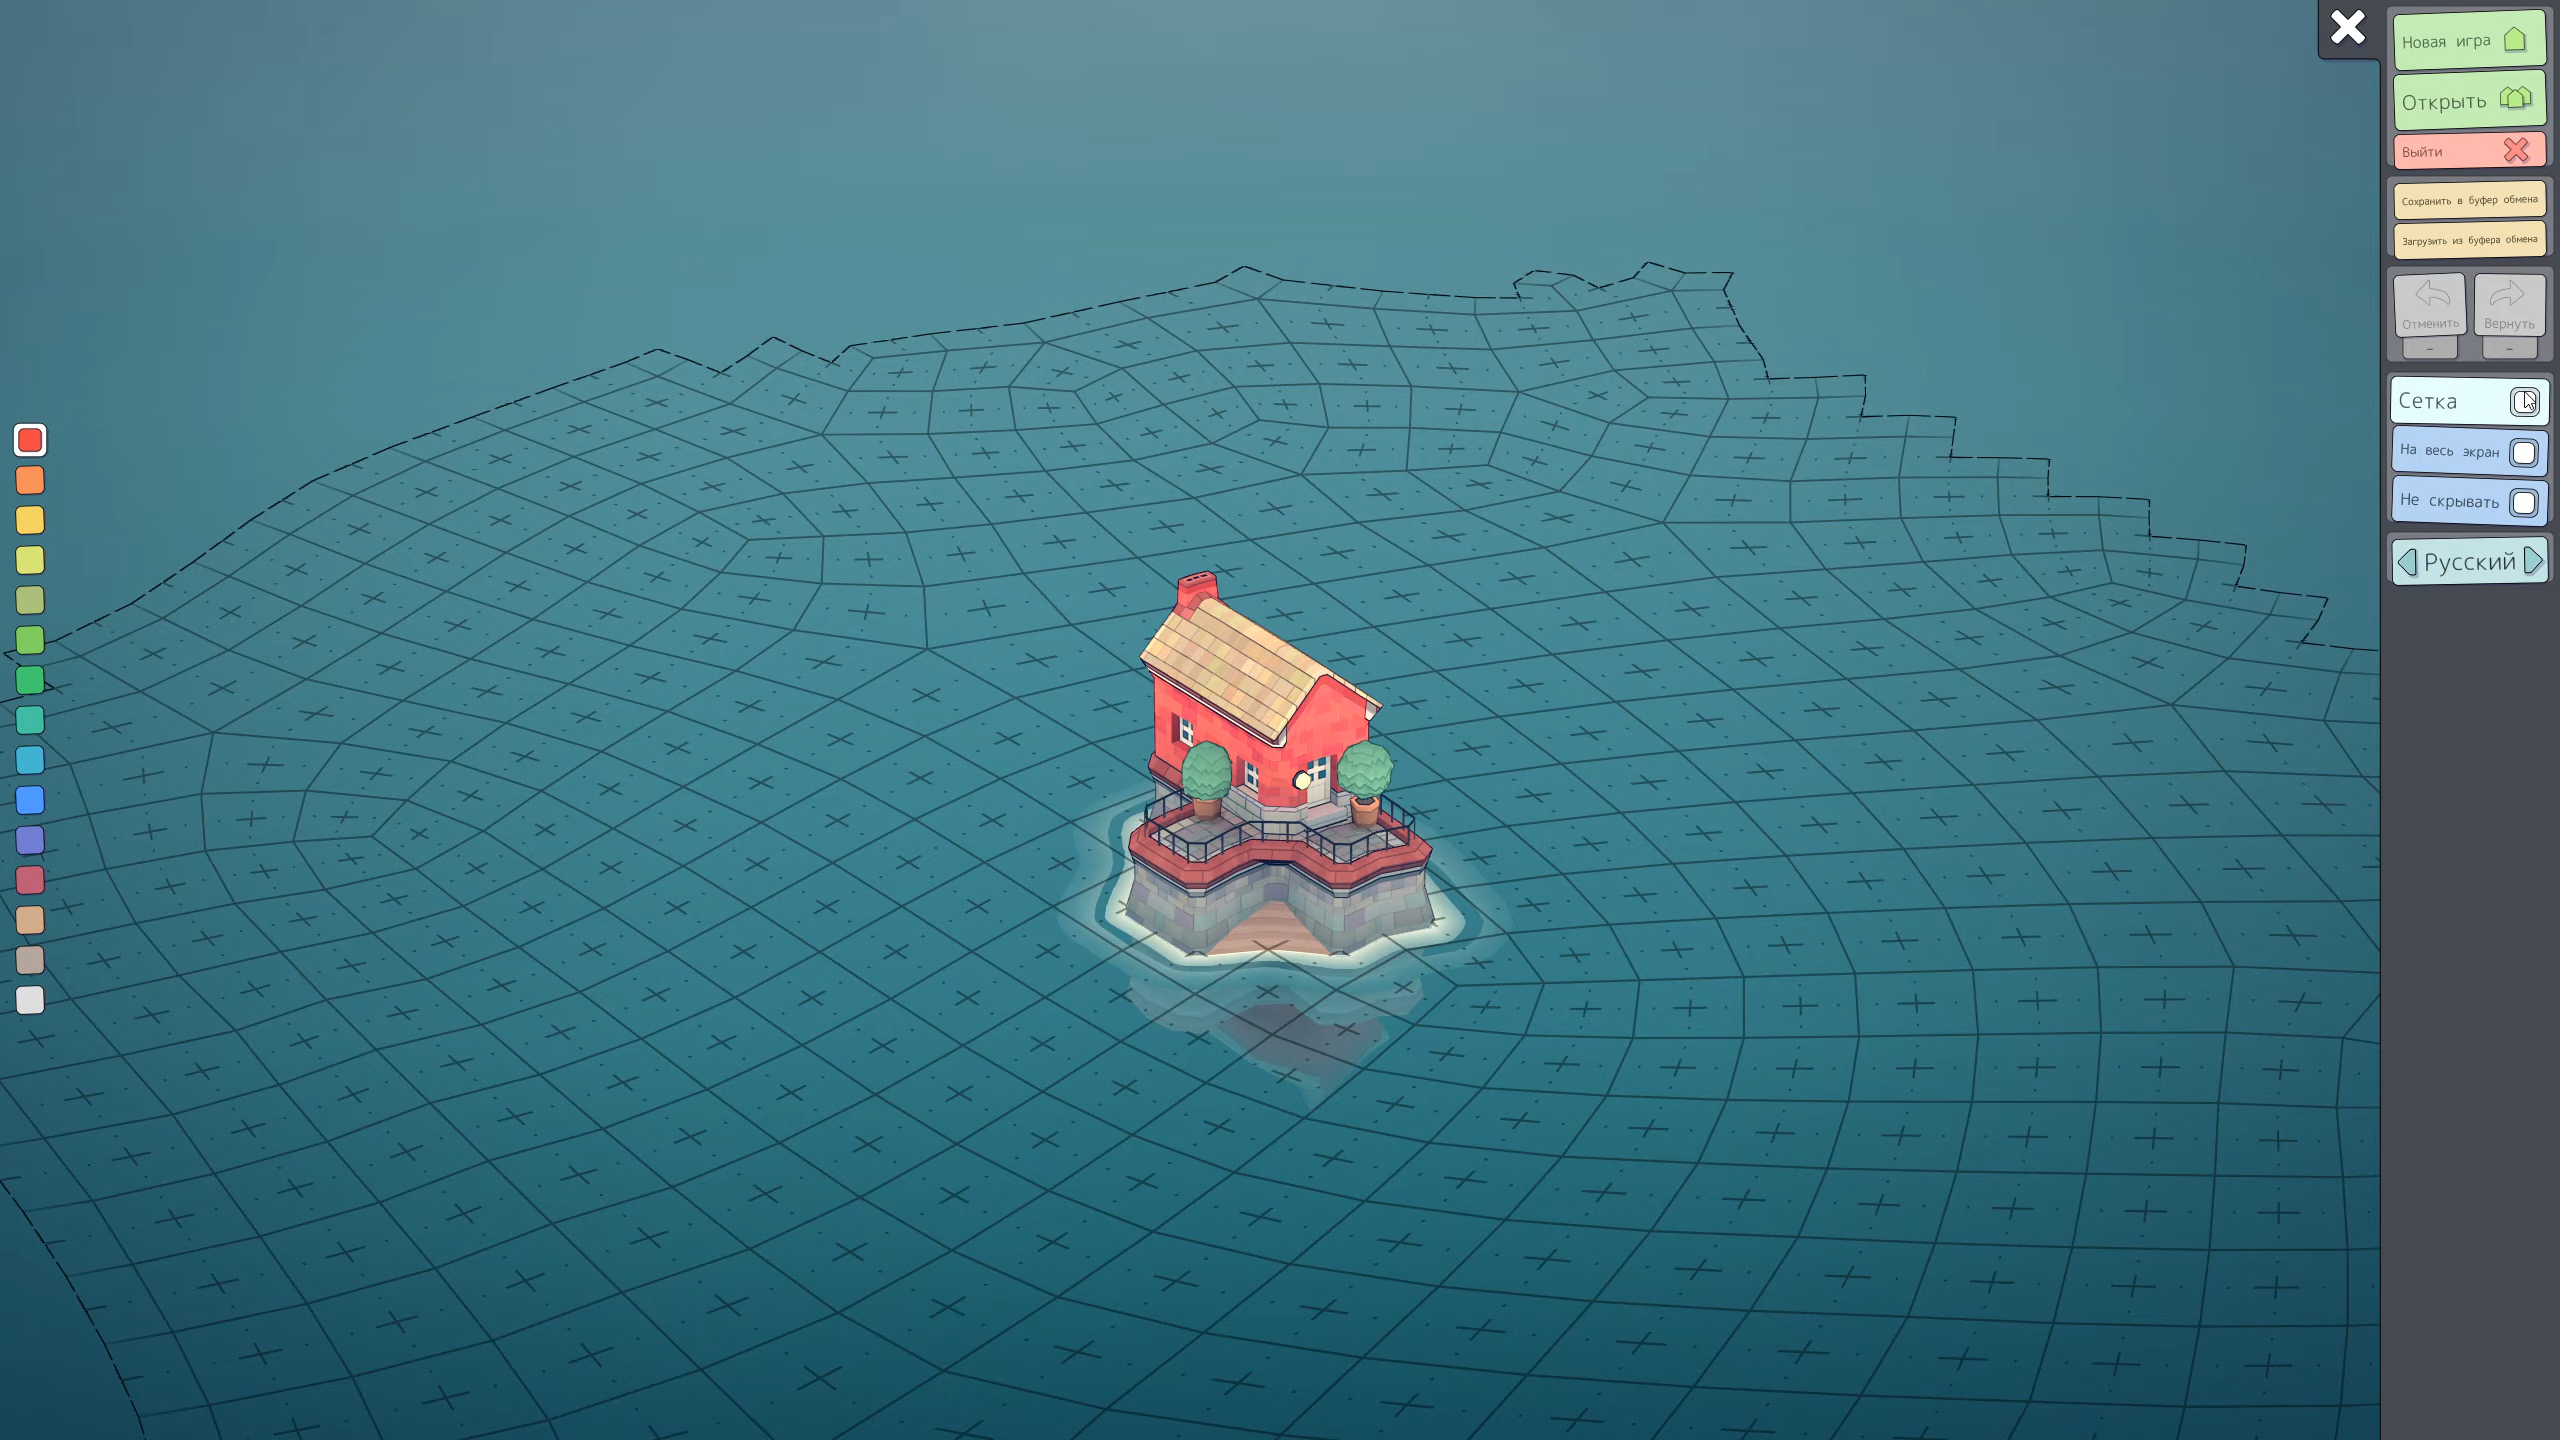 Новая игра
Открыть
Выйти
Сохранить в буфер обмена
Загрузить из буфера обмена
Отменить
Вернуть
-
-
Сетка
На весь экран
Не скрывать
Русский